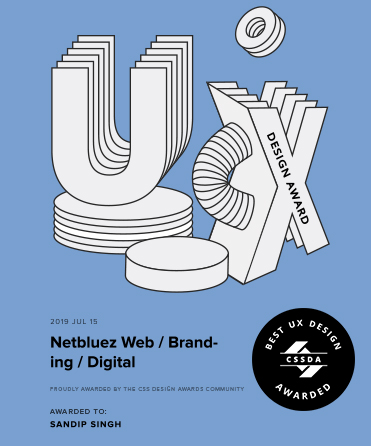 UX
DESIGN AWARD
2019 JUL 15
Netbluez Web / Brand-
ing / Digital
PROUDLY AWARDED BY THE CSS DESIGN AWARDS COMMUNITY
AWARDED TO:
SANDIP SINGH
BEST UX DESIGN
CSSDA
AWARDED